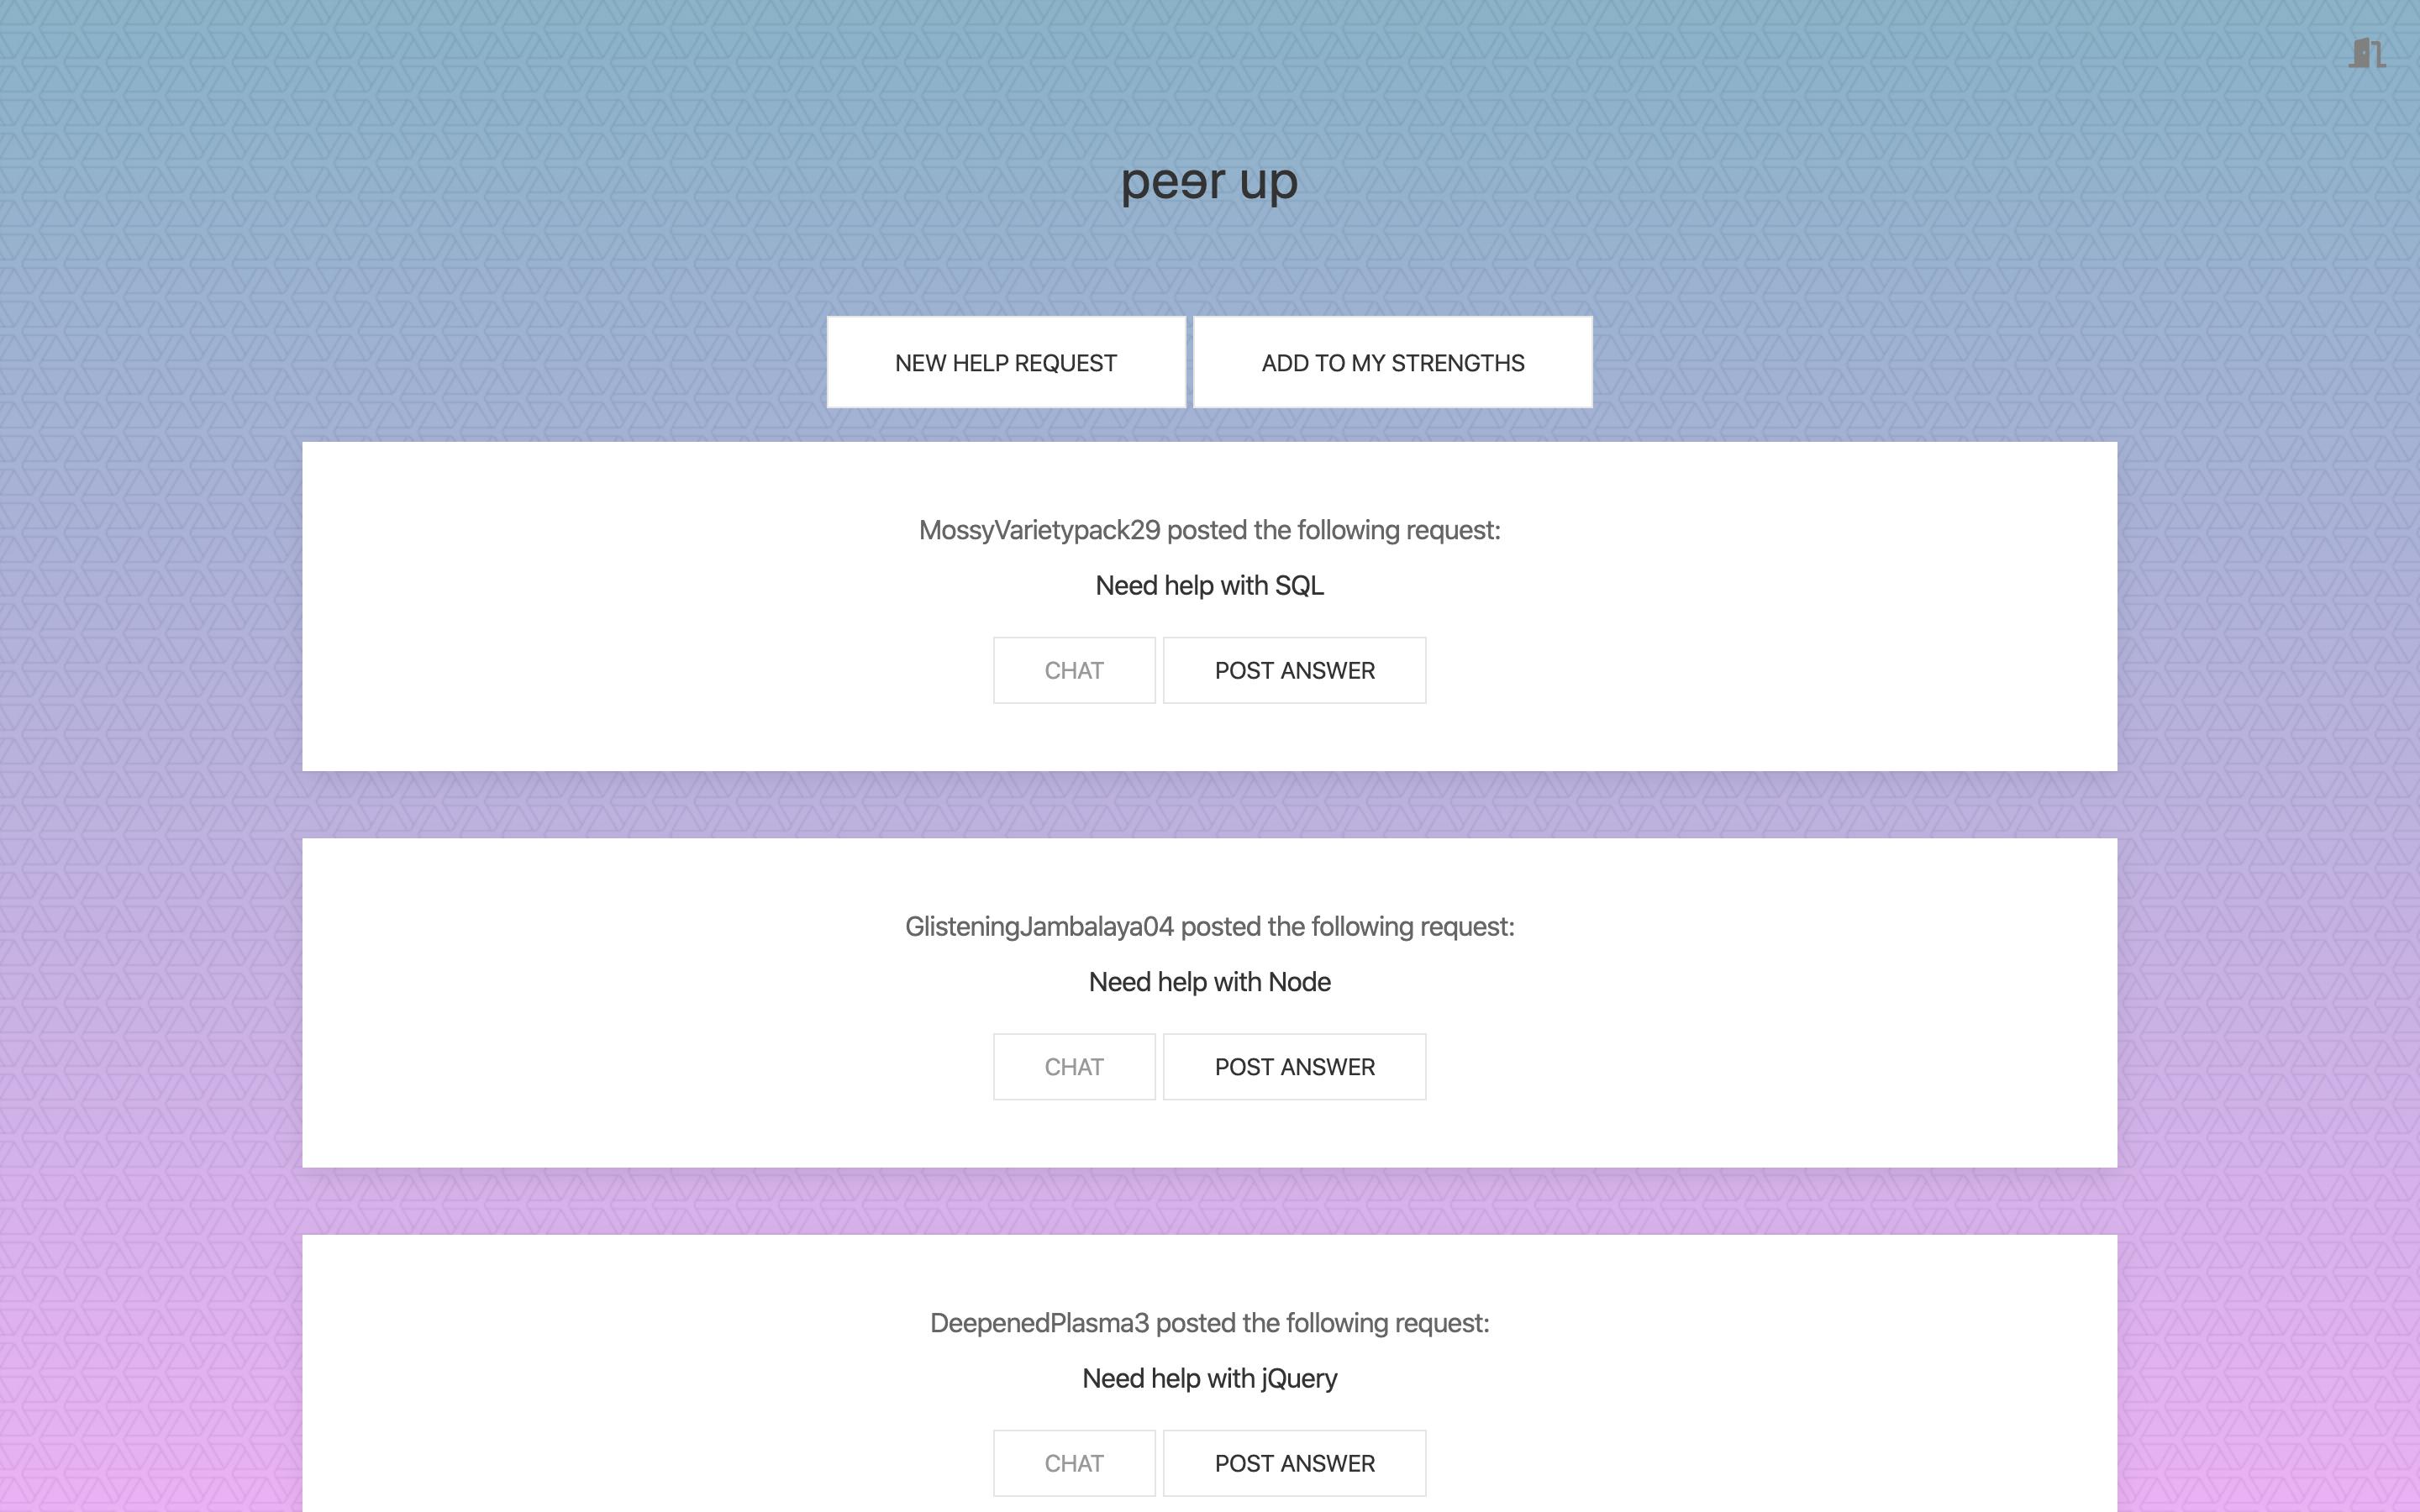 peɘr up
NEW HELP REQUEST
ADD TO MY STRENGTHS
MossyVarietypack29 posted the following request:
Need help with SQL
CHAT
POST ANSWER
GlisteningJambalaya04 posted the following request:
Need help with Node
CHAT
POST ANSWER
DeepenedPlasma3 posted the following request:
Need help with jQuery
CHAT
POST ANSWER